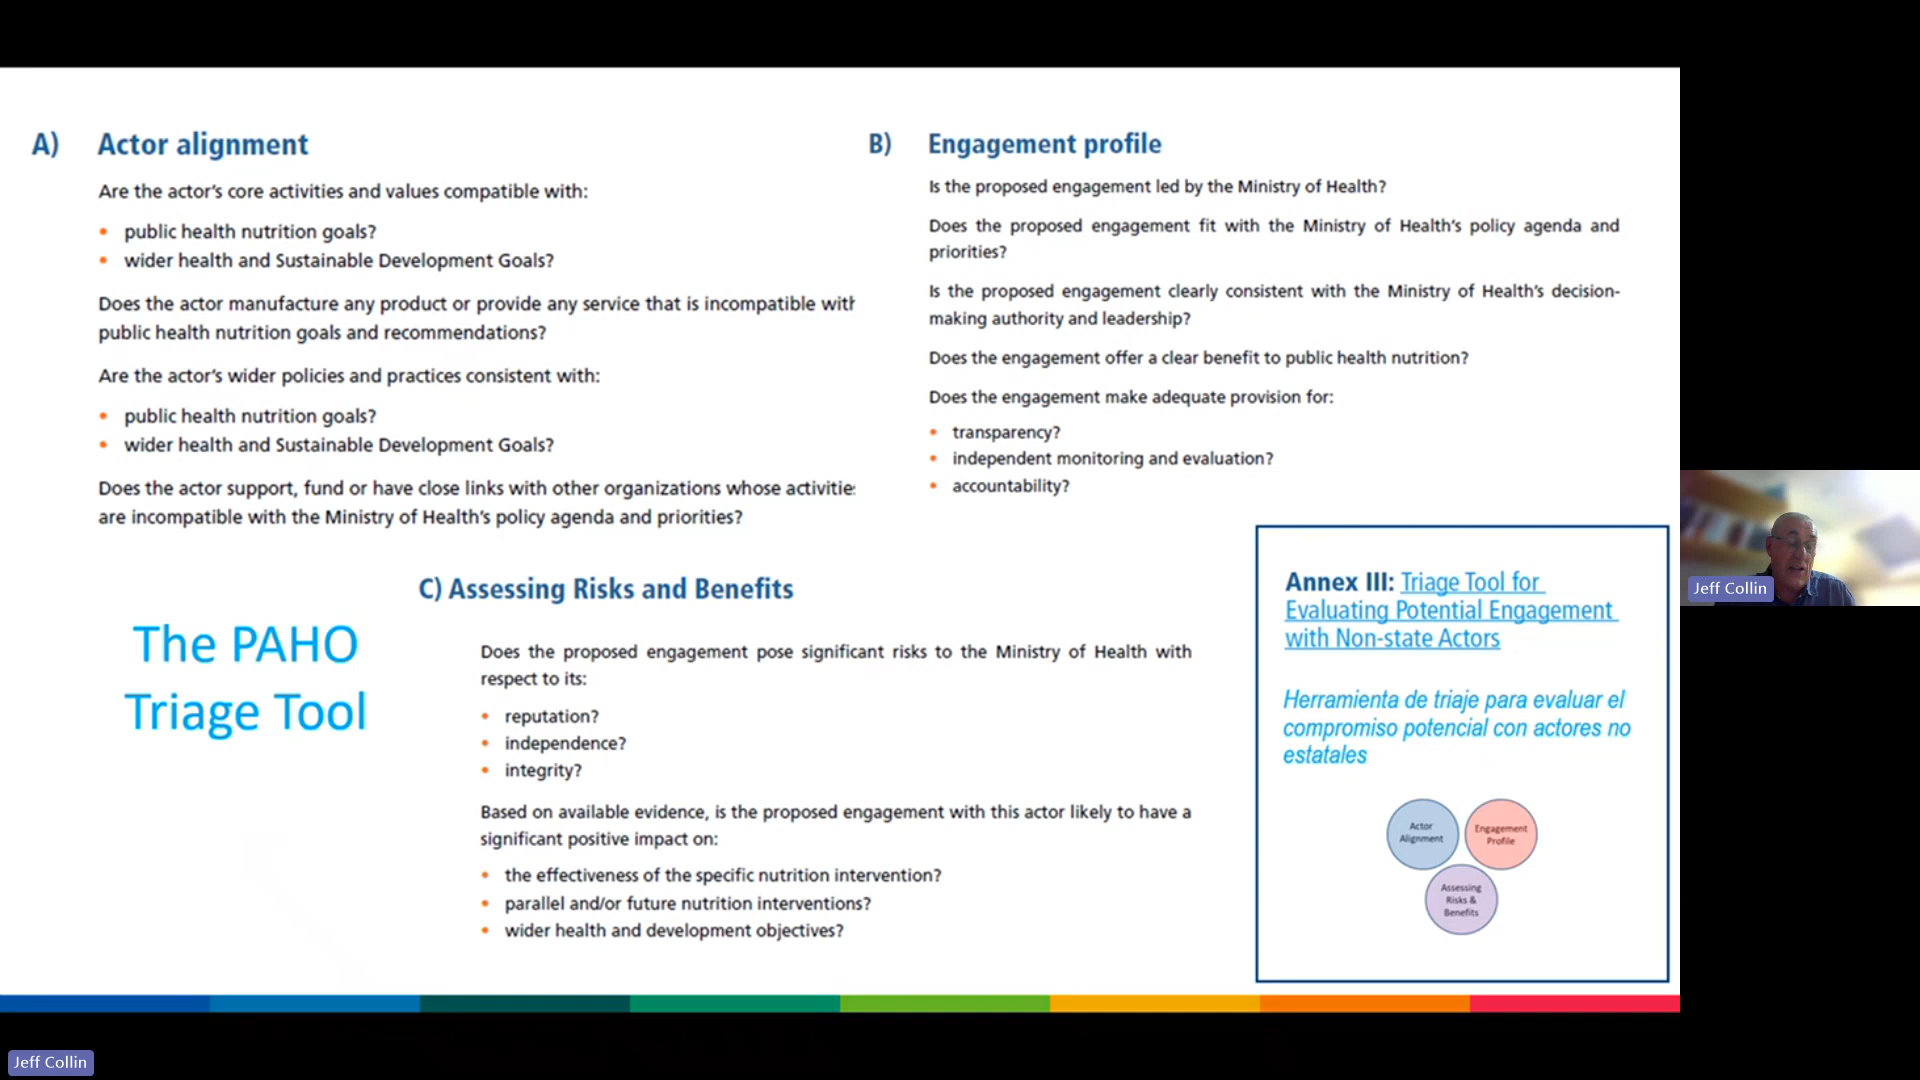 A) Actor alignment
Are the actor's core activities and values compatible with:
• public health nutrition goals?
• wider health and Sustainable Development Goals?
Does the actor manufacture any product or provide any service that is incompatible with
public health nutrition goals and recommendations?
Are the actor's wider policies and practices consistent with:
• public health nutrition goals?
• wider health and Sustainable Development Goals?
Does the actor support, fund or have close links with other organizations whose activities
are incompatible with the Ministry of Health's policy agenda and priorities?
B) Engagement profile
Is the proposed engagement led by the Ministry of Health?
Does the proposed engagement fit with the Ministry of Health's policy agenda and
priorities?
Is the proposed engagement clearly consistent with the Ministry of Health's decision-
making authority and leadership?
Does the engagement offer a clear benefit to public health nutrition?
Does the engagement make adequate provision for:
• transparency?
• independent monitoring and evaluation?
• accountability?
The PAHO
Triage Tool
C) Assessing Risks and Benefits
Does the proposed engagement pose significant risks to the Ministry of Health with
respect to its:
• reputation?
• independence?
• integrity?
Based on available evidence, is the proposed engagement with this actor likely to have a
significant positive impact on:
• the effectiveness of the specific nutrition intervention?
• parallel and/or future nutrition interventions?
• wider health and development objectives?
Annex III: Triage Tool for
Evaluating Potential Engagement
with Non-state Actors
Herramienta de triaje para evaluar el
compromiso potencial con actores no
estatales
Actor
Alignment
Engagement
Profile
Assessing
Risks &
Benefits
Jeff Collin
Jeff Collin